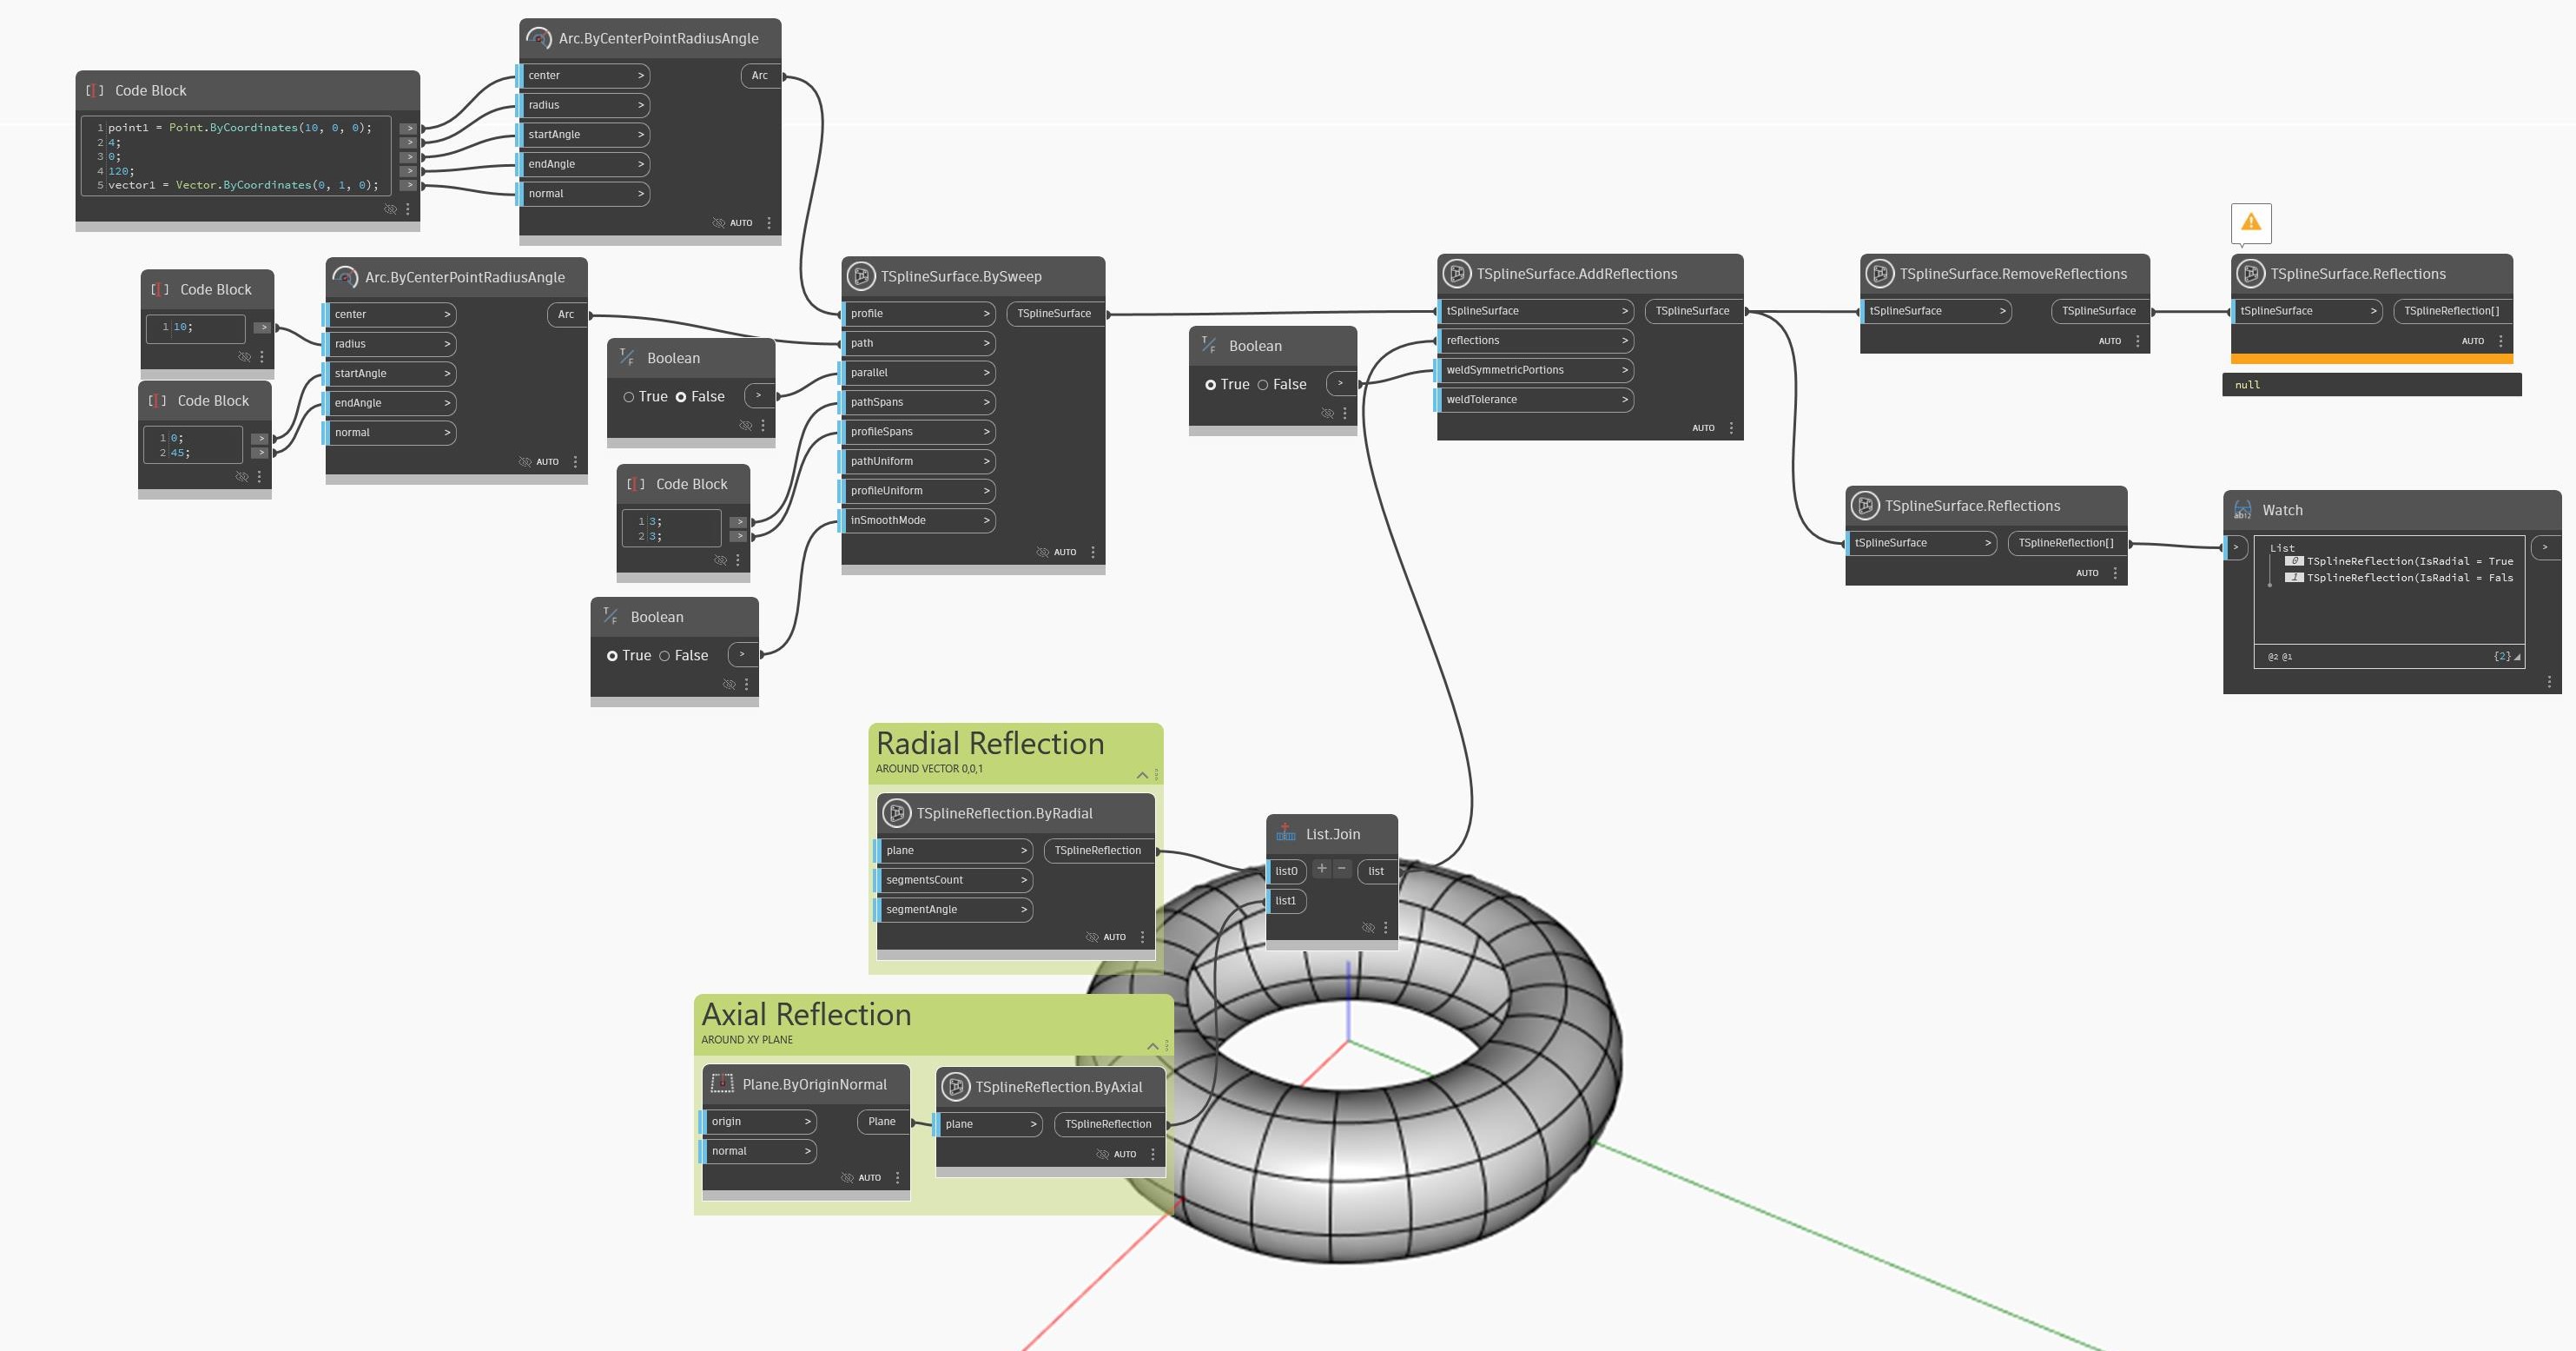 Arc.ByCenterPointRadiusAngle
center >
Arc
radius >
startAngle >
endAngle >
normal >
AUTO
Code Block
1 point1 = Point.ByCoordinates(10, 0, 0); >
2 4; >
3 0; >
4 120; >
5 vector1 = Vector.ByCoordinates(0, 1, 0); >
Code Block
1 10; >
Code Block
1 0; >
2 45; >
Arc.ByCenterPointRadiusAngle
center >
Arc
radius >
startAngle >
endAngle >
normal >
AUTO
T/F Boolean
True False >
Code Block
1 3; >
2 3; >
T/F Boolean
True False >
TSplineSurface.BySweep
profile >
TSplineSurface
path >
parallel >
pathSpans >
profileSpans >
pathUniform >
profileUniform >
inSmoothMode >
AUTO
T/F Boolean
True False >
TSplineSurface.AddReflections
tSplineSurface >
TSplineSurface
reflections >
weldSymmetricPortions >
weldTolerance >
AUTO
TSplineSurface.RemoveReflections
tSplineSurface >
TSplineSurface
AUTO
TSplineSurface.Reflections
tSplineSurface >
TSplineReflection[]
AUTO
null
TSplineSurface.Reflections
tSplineSurface >
TSplineReflection[]
AUTO
ab12 Watch
> >
List
0 TSplineReflection(IsRadial = True
1 TSplineReflection(IsRadial = Fals
@2 @1 {2}
Radial Reflection
AROUND VECTOR 0,0,1
TSplineReflection.ByRadial
plane >
TSplineReflection
segmentsCount >
segmentAngle >
AUTO
List.Join
list0 + - list
list1
Axial Reflection
AROUND XY PLANE
Plane.ByOriginNormal
origin >
Plane
normal >
AUTO
TSplineReflection.ByAxial
plane >
TSplineReflection
AUTO